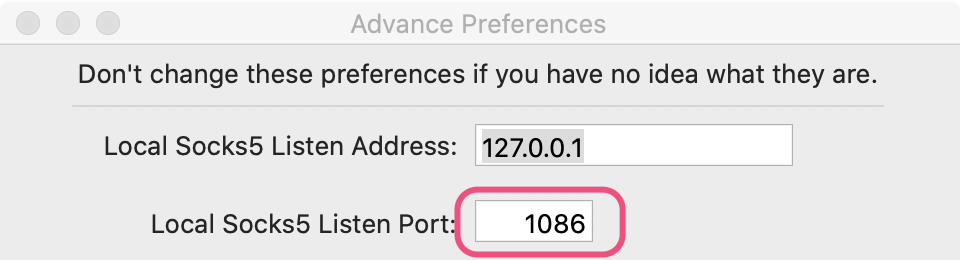 Advance Preferences
Don't change these preferences if you have no idea what they are.
Local Socks5 Listen Address: 127.0.0.1
Local Socks5 Listen Port: 1086